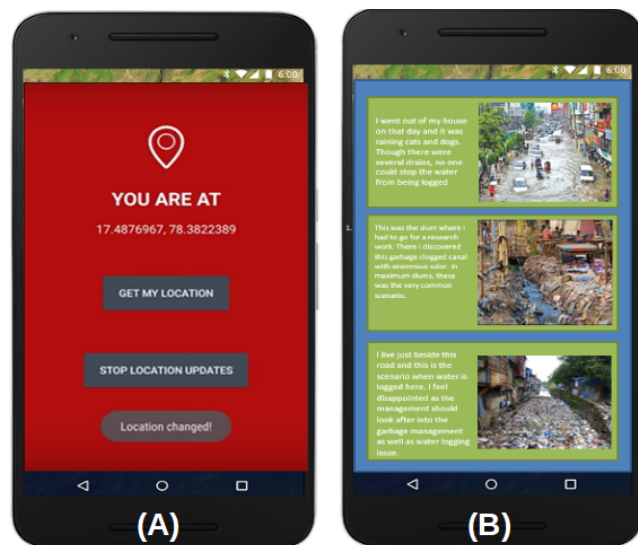 6:00
YOU ARE AT
17.4876967, 78.3822389
GET MY LOCATION
STOP LOCATION UPDATES
Location changed!
(A)
6:00
I went out of my house
on that day and it was
raining cats and dogs.
Though there were
several drains, no one
could stop the water
from being logged
1.
This was the slum where I
had to go for a research
work. There I discovered
this garbage clogged canal
with enormous odor. In
maximum slums, these
was the very common
scenario.
I live just beside this
road and this is the
scenario when water is
logged here. I feel
disappointed as the
management should
look after into the
garbage management
as well as water logging
issue.
(B)